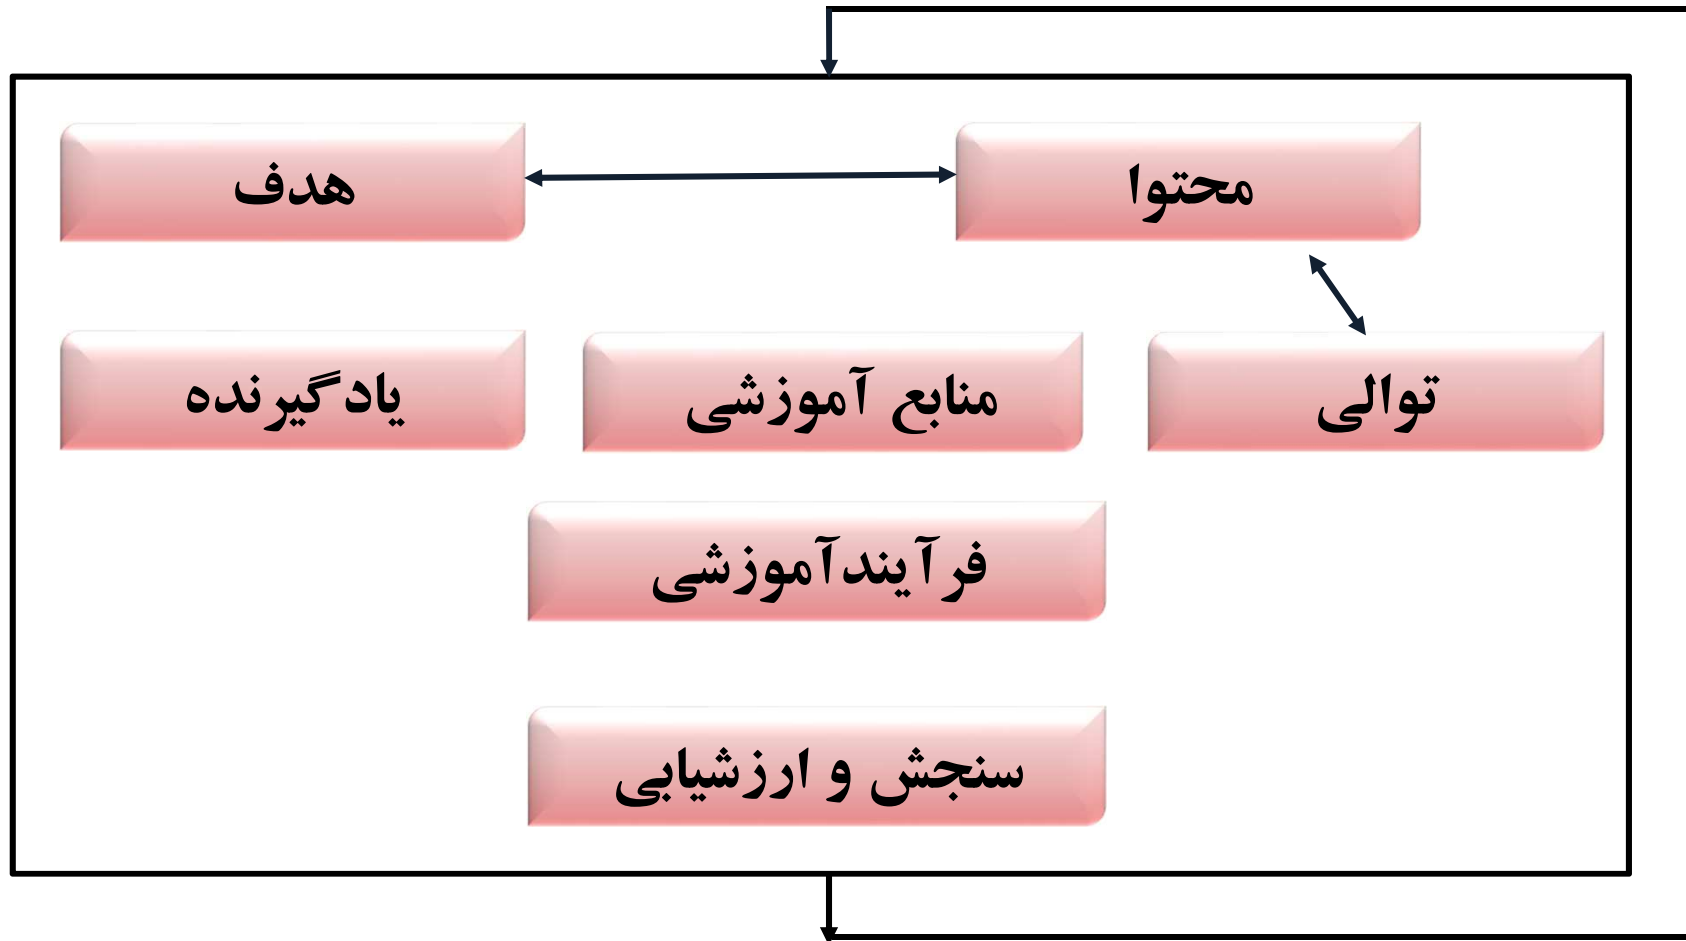 محتوا
هدف
توالی
منابع آموزشی
یادگیرنده
فرآیندآموزشی
سنجش و ارزشیابی